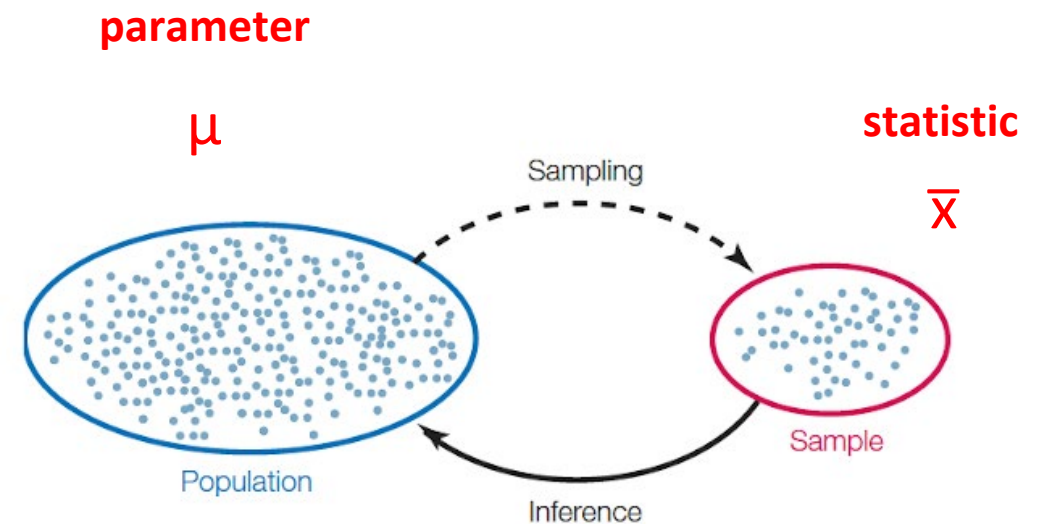 parameter
μ
statistic
x̅
Sampling
Sample
Population
Inference